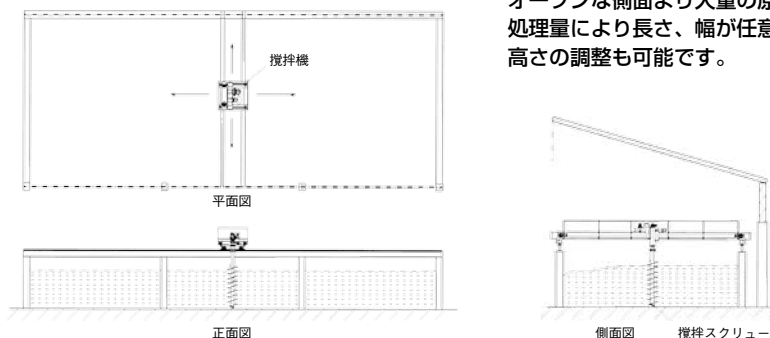 オープンな側面より大量の原
処理量により長さ、幅が任意
高さの調整も可能です。
撹拌機
平面図
正面図
側面図
撹拌スクリュー